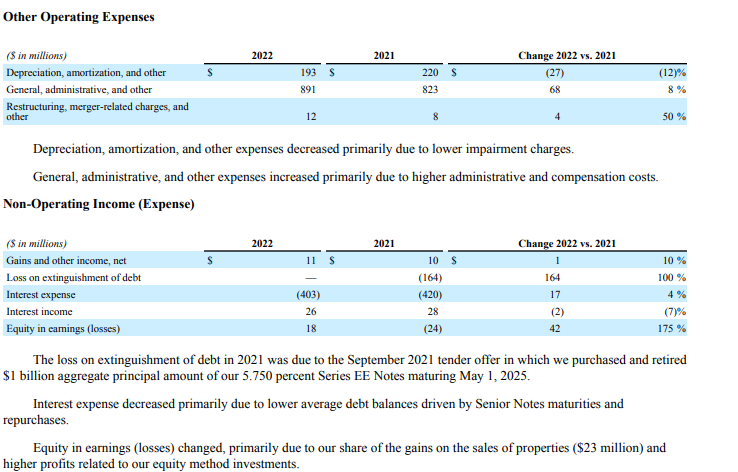 Other Operating Expenses
($ in millions) 2022 2021 Change 2022 vs. 2021
Depreciation, amortization, and other $ 193 $ 220 $ (27) (12)%
General, administrative, and other 891 823 68 8 %
Restructuring, merger-related charges, and
other 12 8 4 50 %
Depreciation, amortization, and other expenses decreased primarily due to lower impairment charges.
General, administrative, and other expenses increased primarily due to higher administrative and compensation costs.
Non-Operating Income (Expense)
($ in millions) 2022 2021 Change 2022 vs. 2021
Gains and other income, net $ 11 $ 10 $ 1 10 %
Loss on extinguishment of debt — (164) 164 100 %
Interest expense (403) (420) 17 4 %
Interest income 26 28 (2) (7)%
Equity in earnings (losses) 18 (24) 42 175 %
The loss on extinguishment of debt in 2021 was due to the September 2021 tender offer in which we purchased and retired
$1 billion aggregate principal amount of our 5.750 percent Series EE Notes maturing May 1, 2025.
Interest expense decreased primarily due to lower average debt balances driven by Senior Notes maturities and
repurchases.
Equity in earnings (losses) changed, primarily due to our share of the gains on the sales of properties ($23 million) and
higher profits related to our equity method investments.